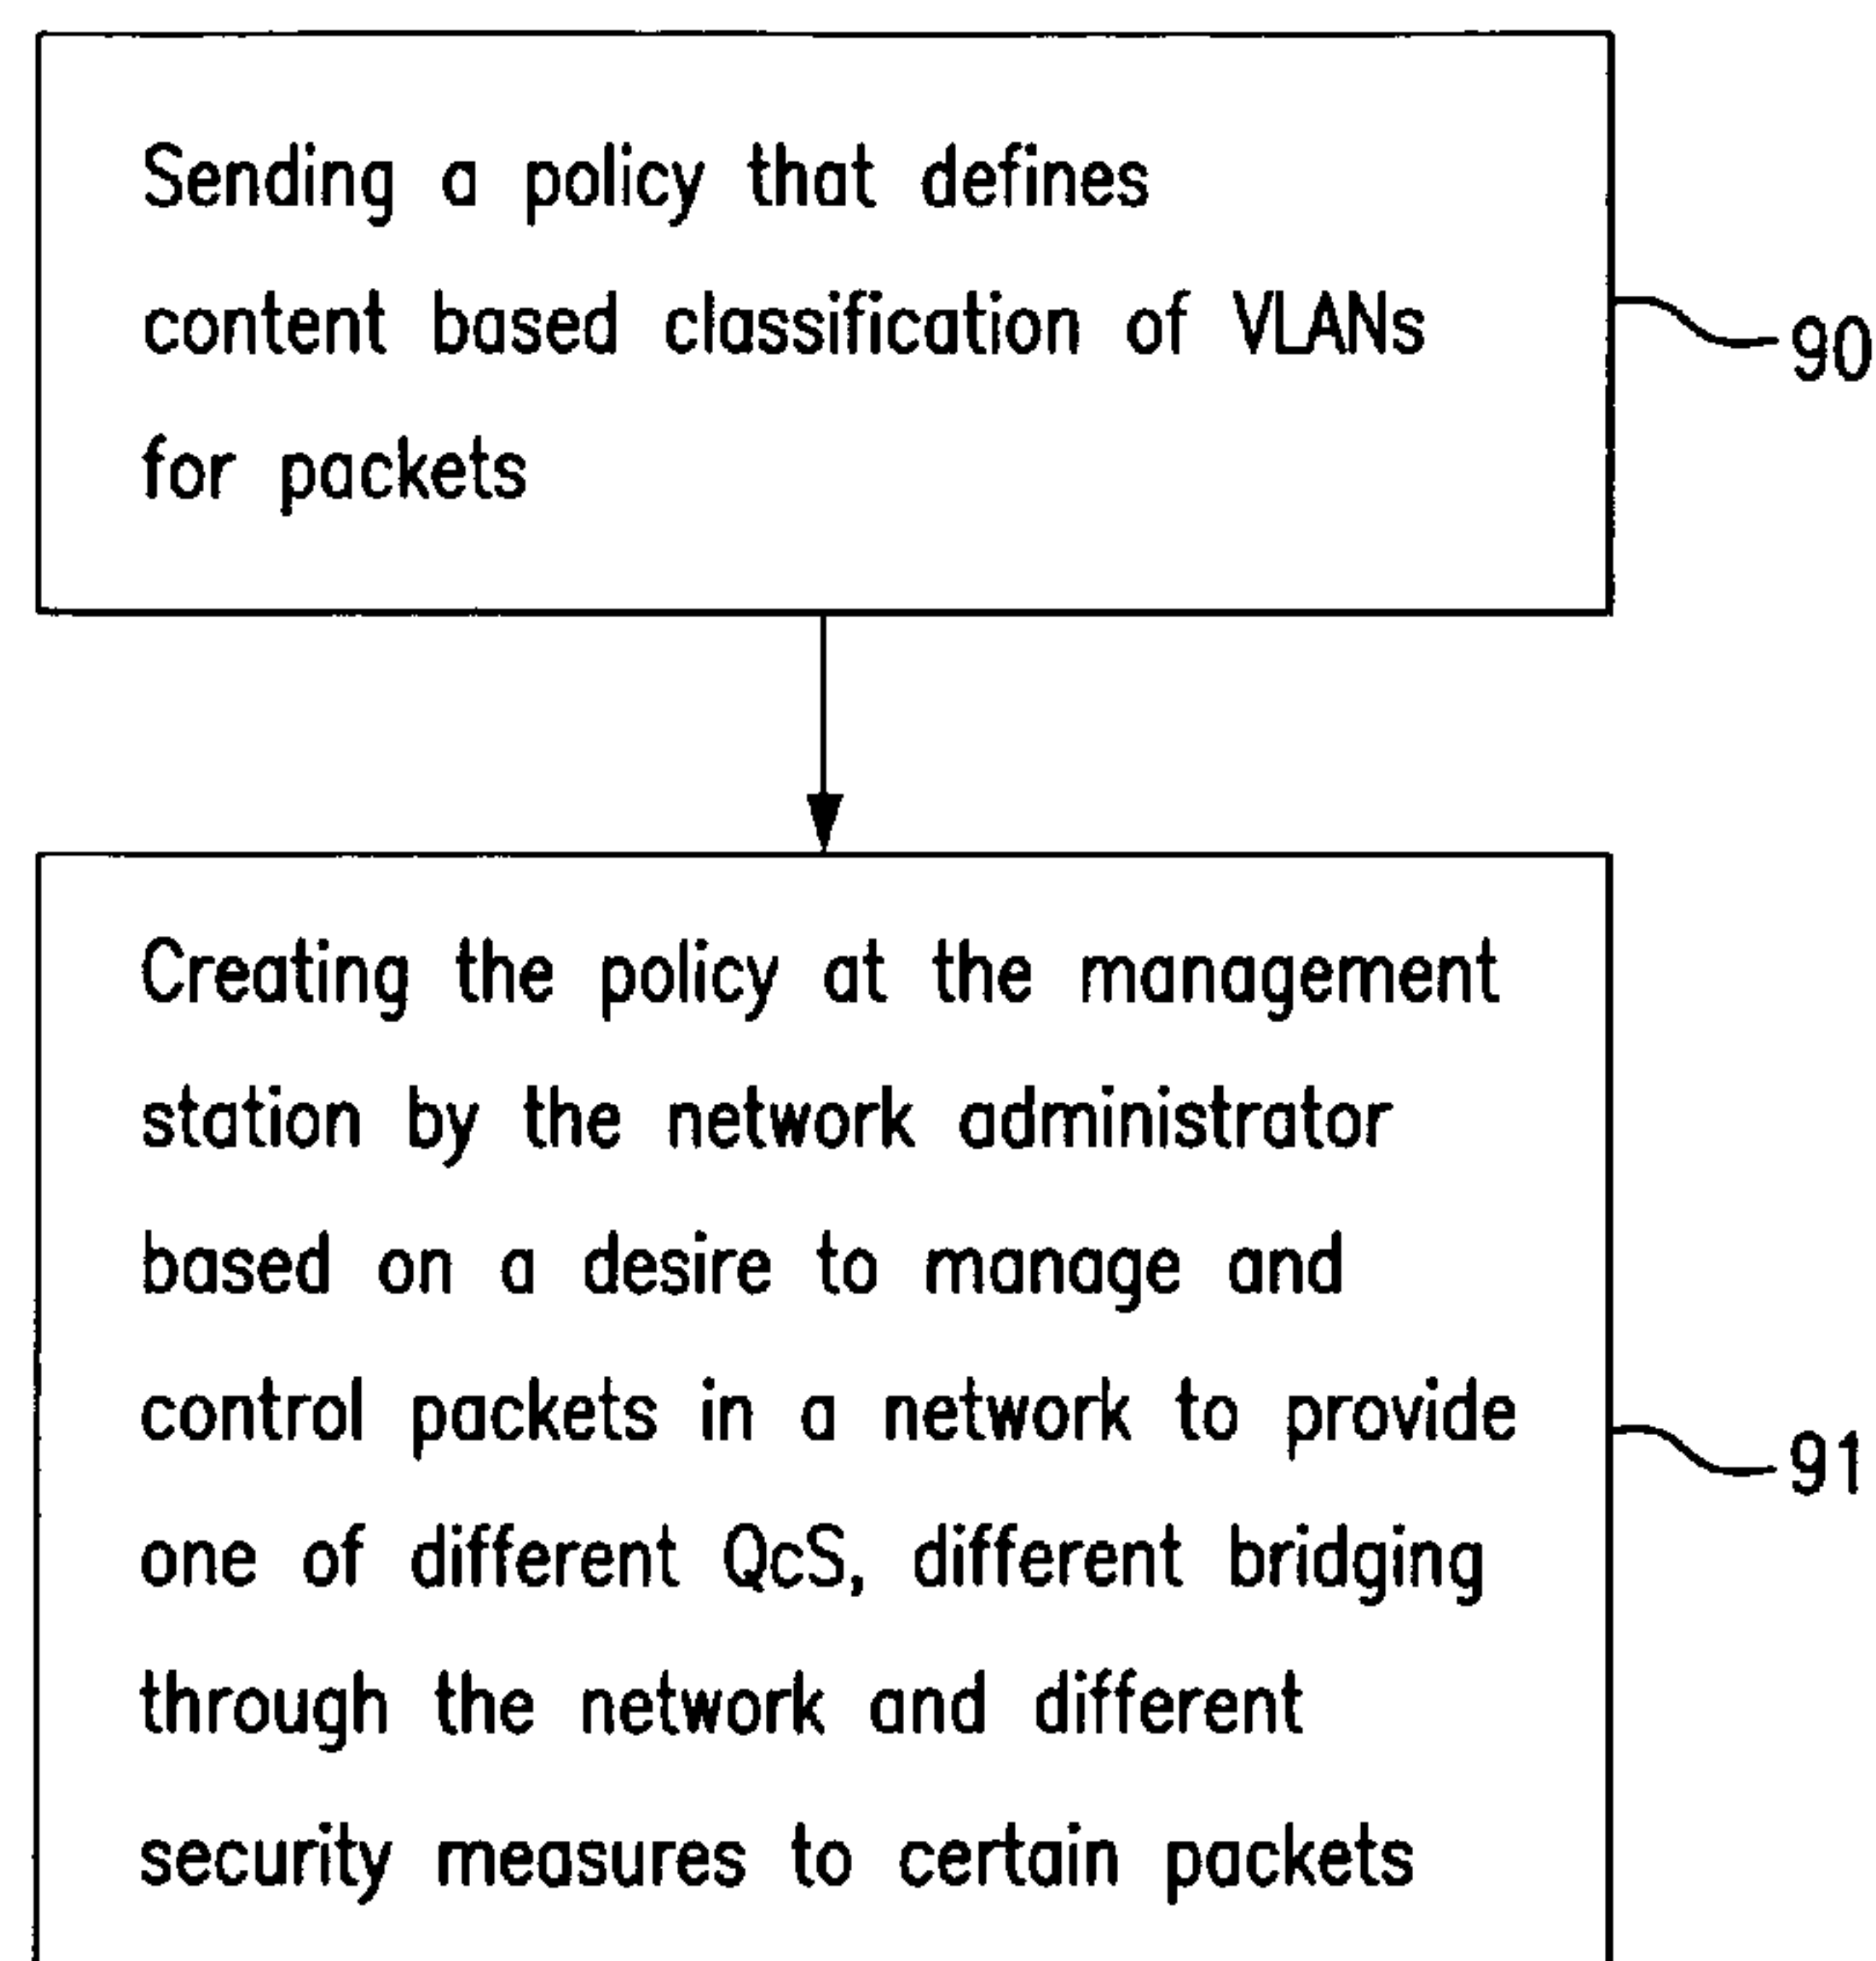 Sending a policy that defines
content based classification of VLANs
for packets
90
Creating the policy at the management
station by the network administrator
based on a desire to manage and
control packets in a network to provide
one of different QcS, different bridging
through the network and different
security measures to certain packets
91